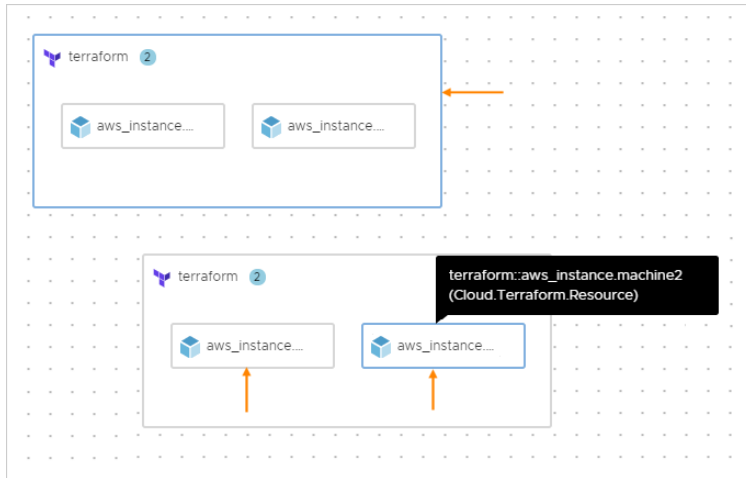 terraform 2
aws_instance.... aws_instance....
terraform 2
terraform::aws_instance.machine2
(Cloud.Terraform.Resource)
aws_instance.... aws_instance....